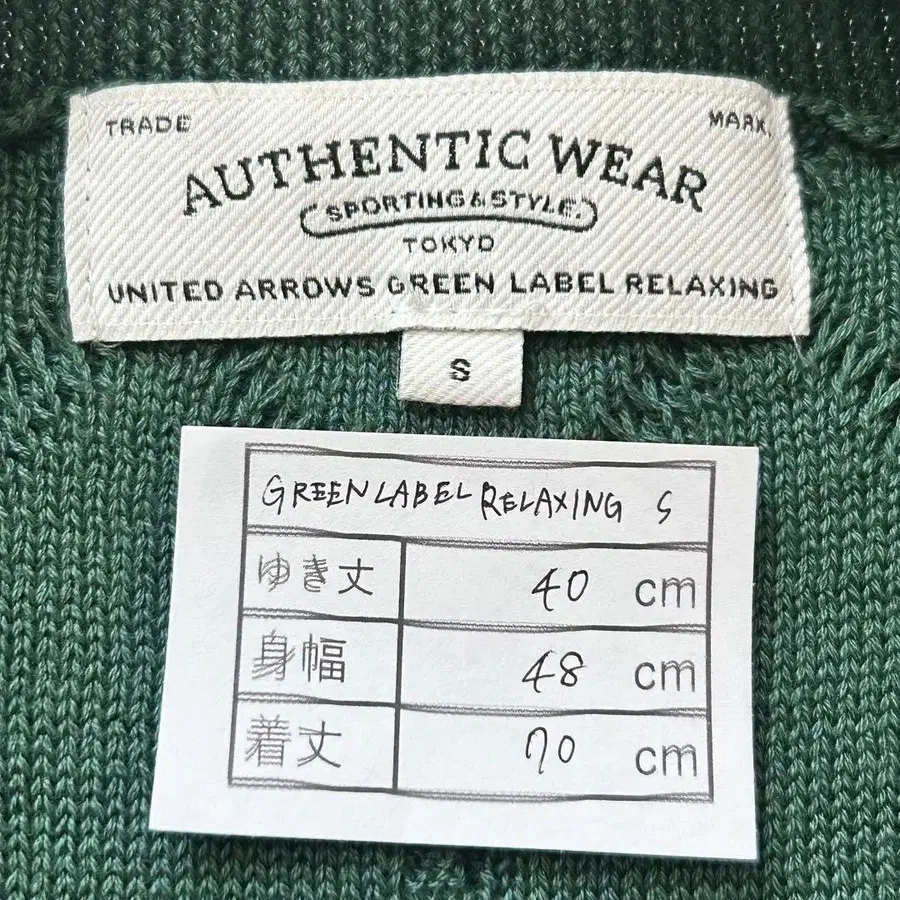 TRADE MARK.
AUTHENTIC WEAR
SPORTING & STYLE.
TOKYO
UNITED ARROWS GREEN LABEL RELAXING
S
GREEN LABEL RELAXING S
ゆき丈 40 cm
身幅 48 cm
着丈 70 cm